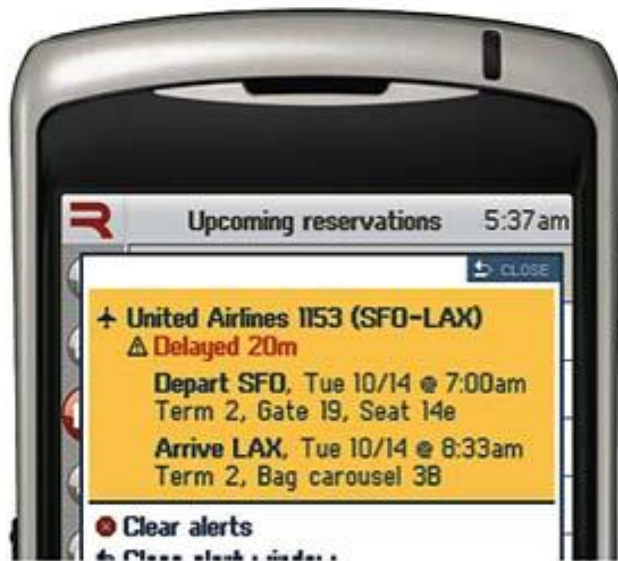 Upcoming reservations 5:37am
CLOSE
United Airlines 1153 (SFO-LAX)
Delayed 20m
Depart SFO, Tue 10/14 @ 7:00am
Term 2, Gate 19, Seat 14e
Arrive LAX, Tue 10/14 @ 8:33am
Term 2, Bag carousel 3B
Clear alerts